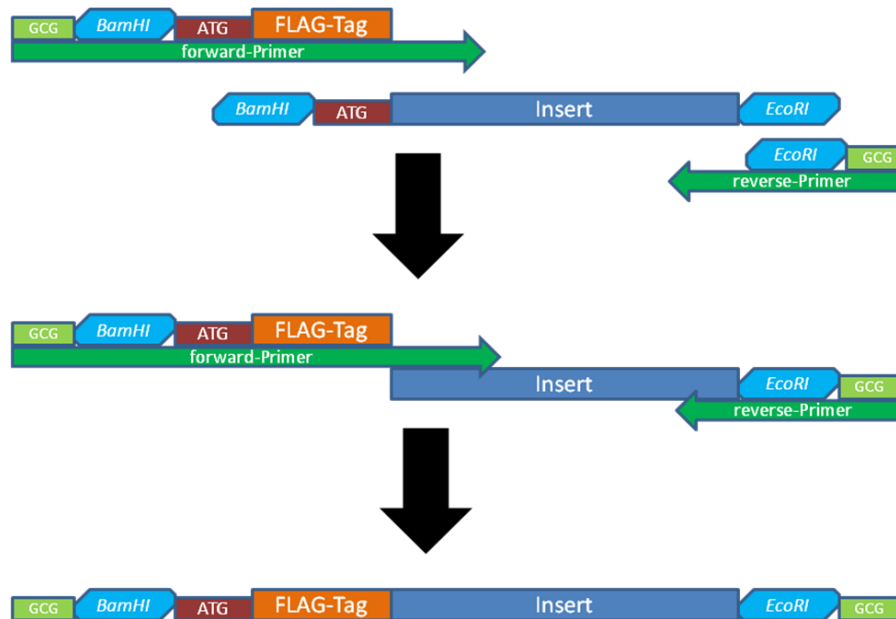 GCG BamHI ATG FLAG-Tag
forward-Primer
BamHI ATG Insert EcoRI
EcoRI GCG
reverse-Primer
GCG BamHI ATG FLAG-Tag
forward-Primer
Insert EcoRI GCG
reverse-Primer
GCG BamHI ATG FLAG-Tag Insert EcoRI GCG